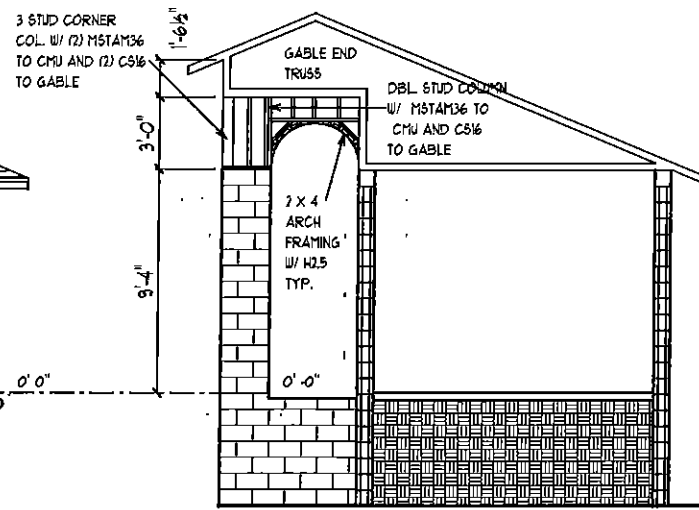 3 STUD CORNER
COL. W/ (2) MSTAM36
TO CMU AND (2) CS16
TO GABLE
1'-6½"
GABLE END
TRUSS
DBL STUD COLUMN
W/ MSTAM36 TO
CMU AND CS16
TO GABLE
3'-0"
2 X 4
ARCH
FRAMING
W/ H2.5
TYP.
9'-4"
0' 0"
0' -0"